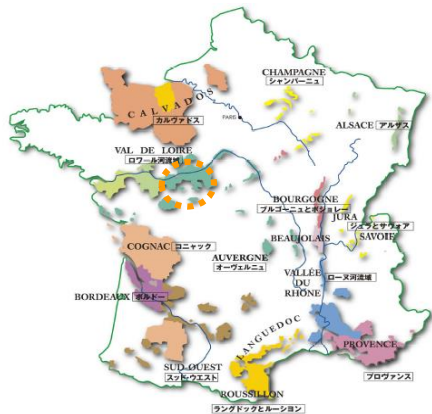 CHAMPAGNE
シャンパーニュ
CALVADOS
カルヴァドス
PARIS
ALSACE アルザス
VAL DE LOIRE
ロワール河流域
BOURGOGNE
ブルゴーニュとボジョレー
JURA
ジュラとサヴォア
SAVOIE
COGNAC コニャック
AUVERGNE
オーヴェルニュ
BEAUJOLAIS
VALLÉE
DU
RHÔNE
ローヌ河流域
BORDEAUX ボルドー
LANGUEDOC
PROVENCE
プロヴァンス
SUD-OUEST
スッド・ウエスト
ROUSSILLON
ラングドックとルーション